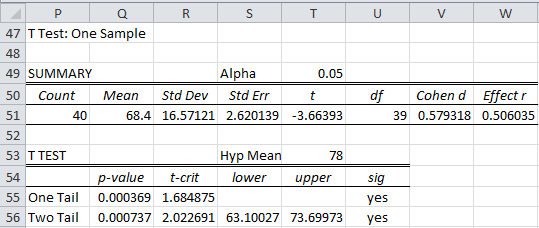 P Q R S T U V W
47 T Test: One Sample
48
49 SUMMARY Alpha 0.05
50 Count Mean Std Dev Std Err t df Cohen d Effect r
51 40 68.4 16.57121 2.620139 -3.66393 39 0.579318 0.506035
52
53 T TEST Hyp Mean 78
54 p-value t-crit lower upper sig
55 One Tail 0.000369 1.684875 yes
56 Two Tail 0.000737 2.022691 63.10027 73.69973 yes